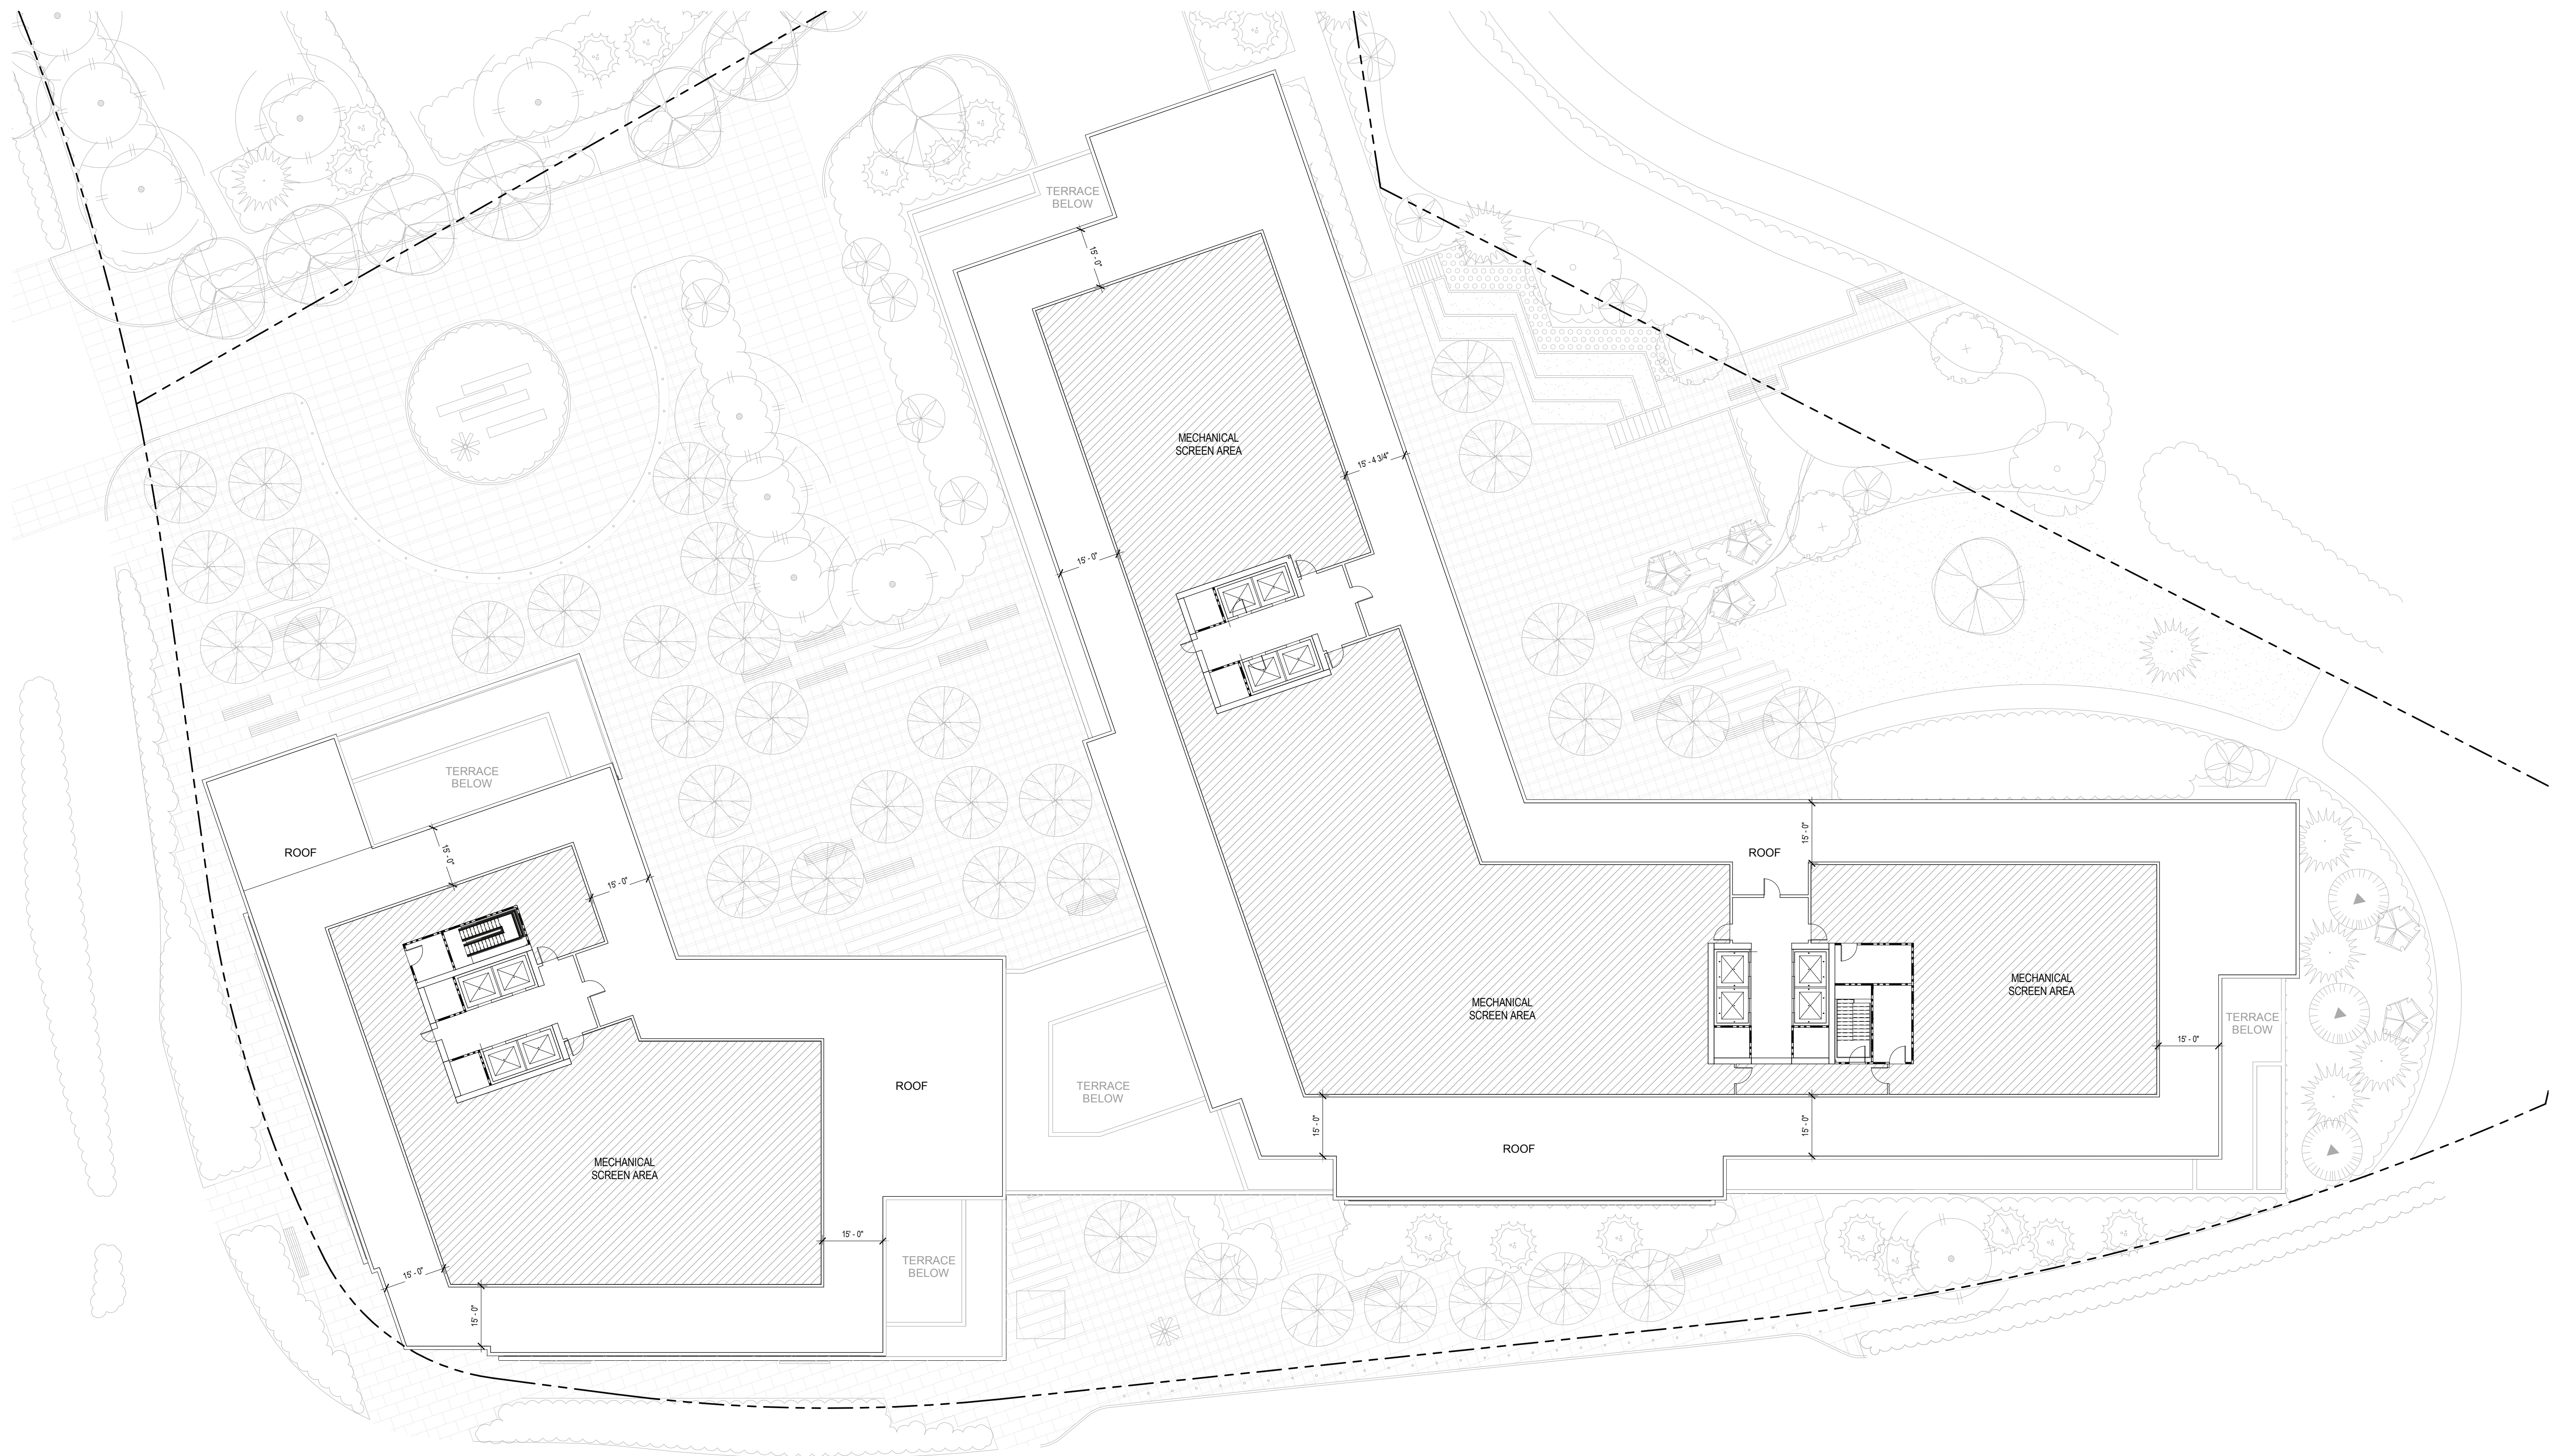 TERRACE
BELOW
15' - 0"
MECHANICAL
SCREEN AREA
15' - 4 3/4"
15' - 0"
TERRACE
BELOW
ROOF
15' - 0"
15' - 0"
15' - 0"
ROOF
MECHANICAL
SCREEN AREA
MECHANICAL
SCREEN AREA
TERRACE
BELOW
15' - 0"
ROOF
TERRACE
BELOW
15' - 0"
15' - 0"
ROOF
MECHANICAL
SCREEN AREA
15' - 0"
TERRACE
BELOW
15' - 0"
15' - 0"